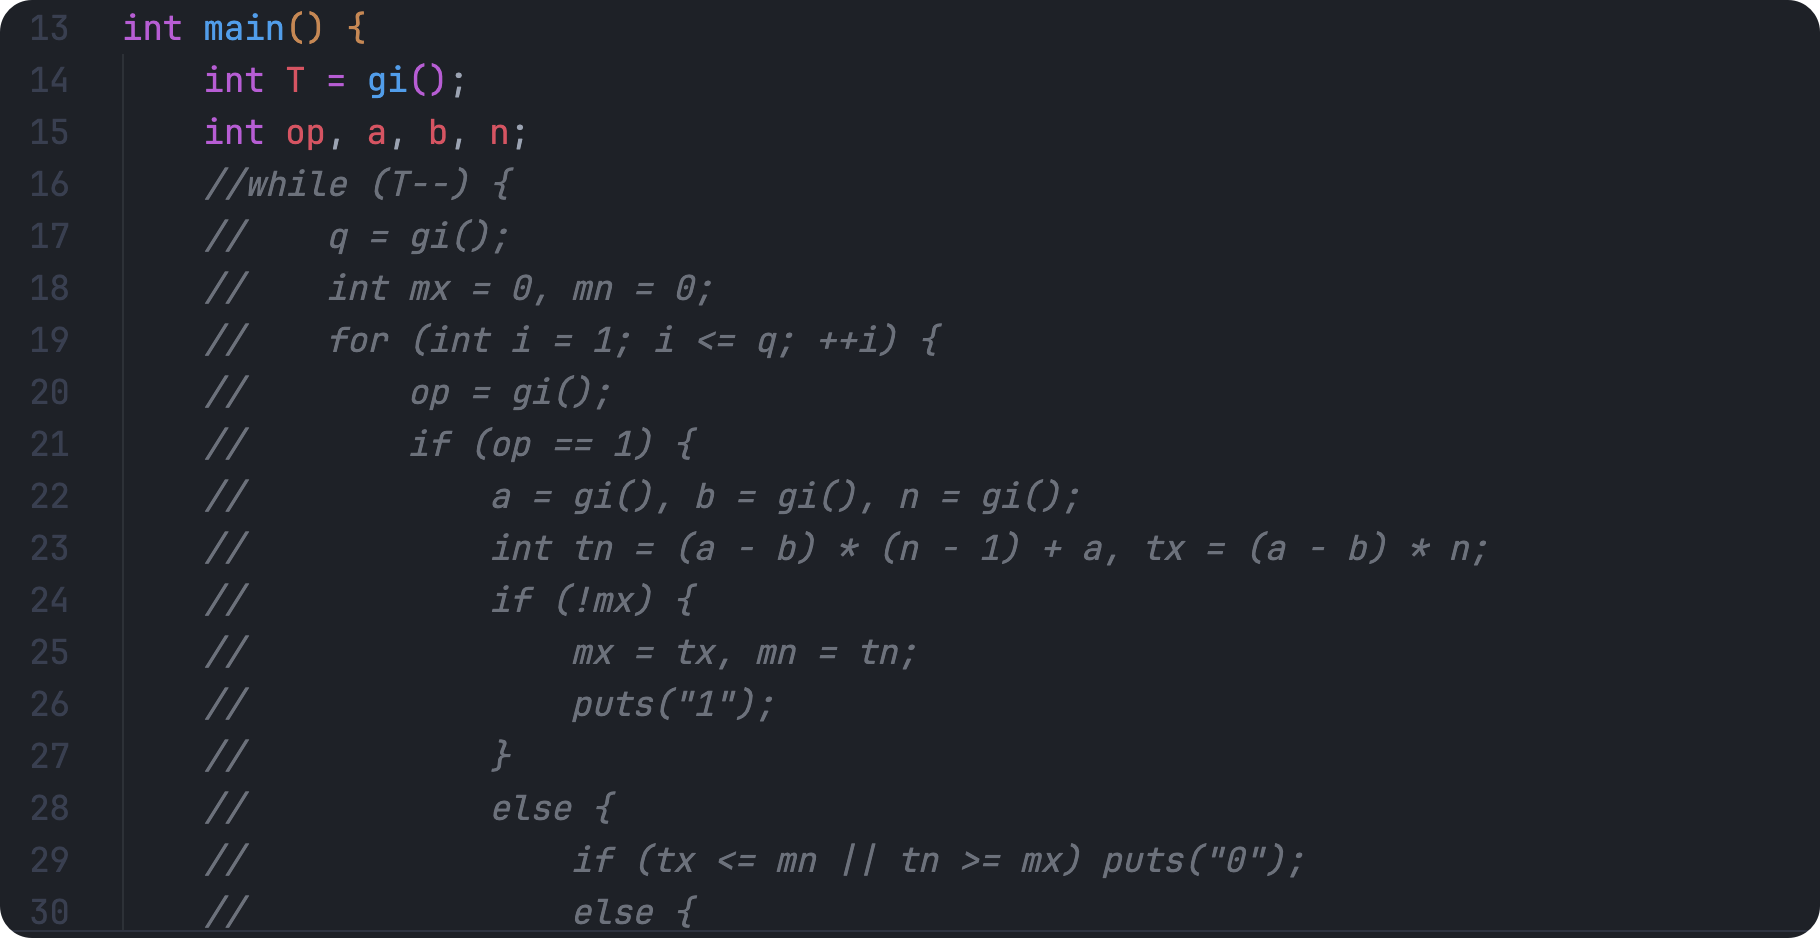 13 int main() {
14     int T = gi();
15     int op, a, b, n;
16     //while (T--) {
17     //    q = gi();
18     //    int mx = 0, mn = 0;
19     //    for (int i = 1; i <= q; ++i) {
20     //        op = gi();
21     //        if (op == 1) {
22     //            a = gi(), b = gi(), n = gi();
23     //            int tn = (a - b) * (n - 1) + a, tx = (a - b) * n;
24     //            if (!mx) {
25     //                mx = tx, mn = tn;
26     //                puts("1");
27     //            }
28     //            else {
29     //                if (tx <= mn || tn >= mx) puts("0");
30     //                else {